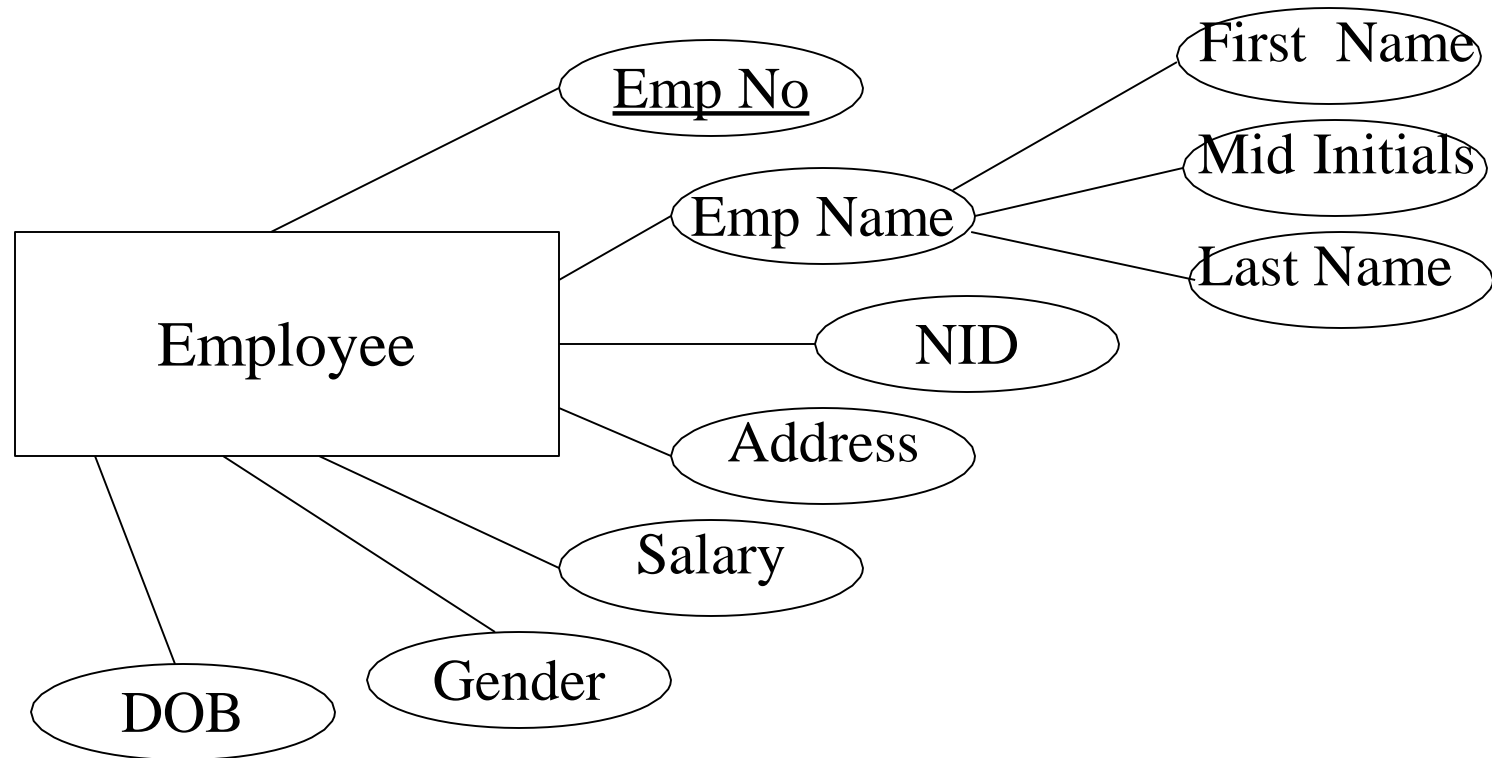 Emp No
First Name
Mid Initials
Emp Name
Last Name
Employee
NID
Address
Salary
Gender
DOB